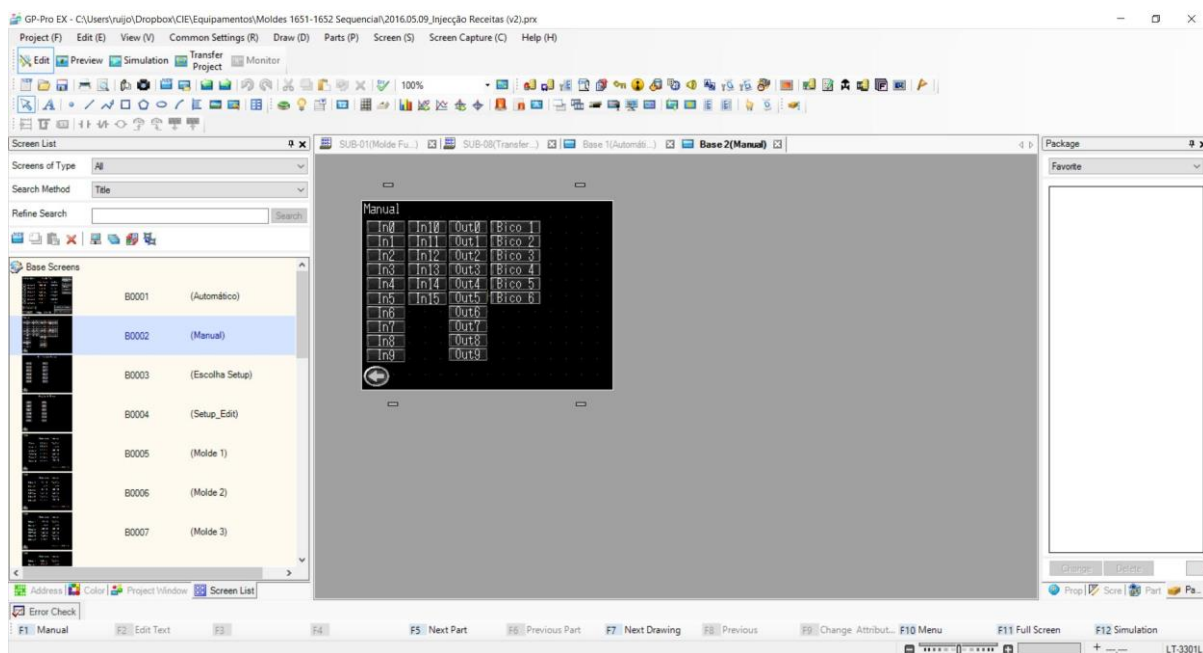 GP-Pro EX - C:\Users\ruijo\Dropbox\CIE\Equipamentos\Moldes 1651-1652 Sequencial\2016.05.09_Injecção Receitas (v2).prx
Project (F) Edit (E) View (V) Common Settings (R) Draw (D) Parts (P) Screen (S) Screen Capture (C) Help (H)
Edit Preview Simulation Transfer Project Monitor
100%
Screen List
SUB-01(Molde Fu...) SUB-08(Transfer...) Base 1(Automáti...) Base 2(Manual)
Package
Screens of Type All
Favorite
Search Method Title
Refine Search Search
Base Screens
B0001 (Automático)
B0002 (Manual)
B0003 (Escolha Setup)
B0004 (Setup_Edit)
B0005 (Molde 1)
B0006 (Molde 2)
B0007 (Molde 3)
Manual
In0 In10 Out0 Bico 1
In1 In11 Out1 Bico 2
In2 In12 Out2 Bico 3
In3 In13 Out3 Bico 4
In4 In14 Out4 Bico 5
In5 In15 Out5 Bico 6
In6 Out6
In7 Out7
In8 Out8
In9 Out9
Change Delete
Address Color Project Window Screen List
Prop Scre Part Pa...
Error Check
F1 Manual F2 Edit Text F3 F4 F5 Next Part F6 Previous Part F7 Next Drawing F8 Previous F9 Change Attribut... F10 Menu F11 Full Screen F12 Simulation
LT-3301L